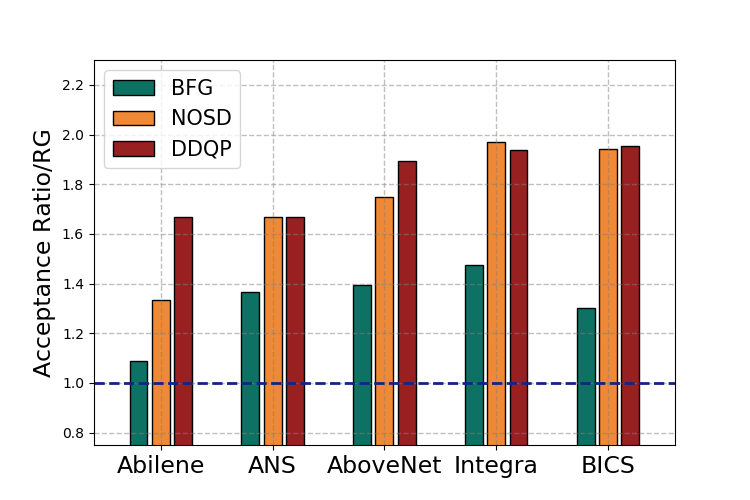 BFG
NOSD
DDQP
Acceptance Ratio/RG
2.2
2.0
1.8
1.6
1.4
1.2
1.0
0.8
Abilene ANS AboveNet Integra BICS